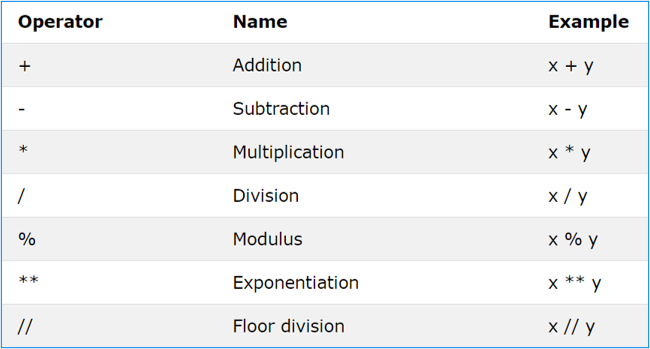 Operator Name Example
+ Addition x + y
- Subtraction x - y
* Multiplication x * y
/ Division x / y
% Modulus x % y
** Exponentiation x ** y
// Floor division x // y